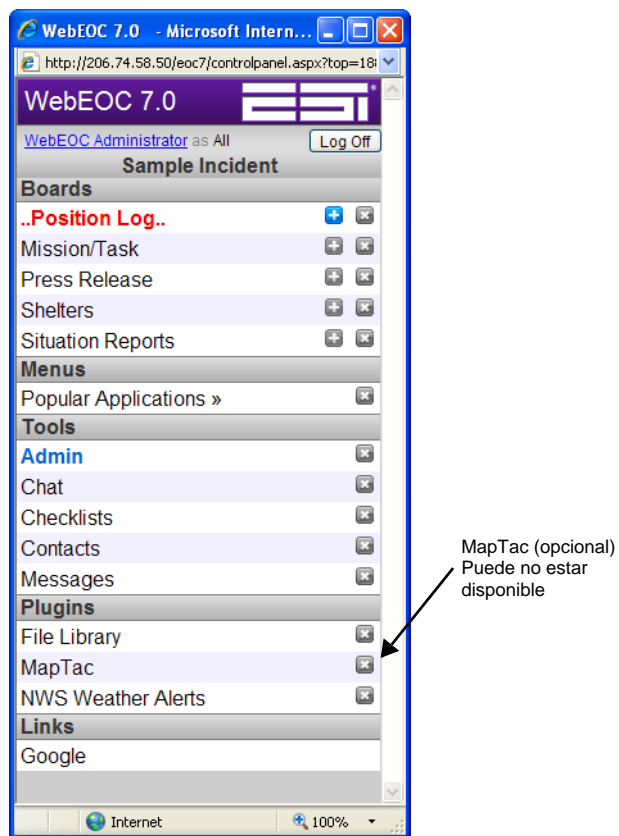 WebEOC 7.0 - Microsoft Intern...
http://206.74.58.50/eoc7/controlpanel.aspx?top=18
WebEOC 7.0
ESi
WebEOC Administrator as All
Log Off
Sample Incident
Boards
..Position Log..
Mission/Task
Press Release
Shelters
Situation Reports
Menus
Popular Applications »
Tools
Admin
Chat
Checklists
Contacts
Messages
Plugins
File Library
MapTac
NWS Weather Alerts
Links
Google
Internet
100%
MapTac (opcional)
Puede no estar
disponible